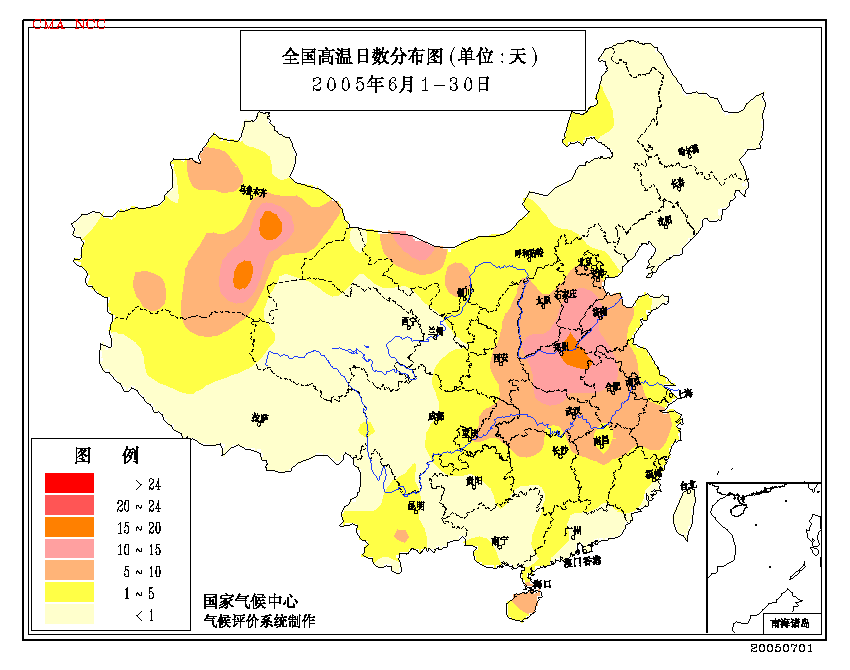 CMA NCC
全国高温日数分布图(单位:天)
2005年6月1-30日
哈尔滨
长春
沈阳
乌鲁木齐
呼和浩特
北京
天津
银川
太原
石家庄
济南
西宁
兰州
郑州
西安
合肥
南京
上海
拉萨
成都
重庆
武汉
长沙
南昌
贵阳
福州
台北
昆明
南宁
广州
澳门 香港
海口
图 例
> 24
20 ~ 24
15 ~ 20
10 ~ 15
5 ~ 10
1 ~ 5
< 1
国家气候中心
气候评价系统制作
南海诸岛
20050701